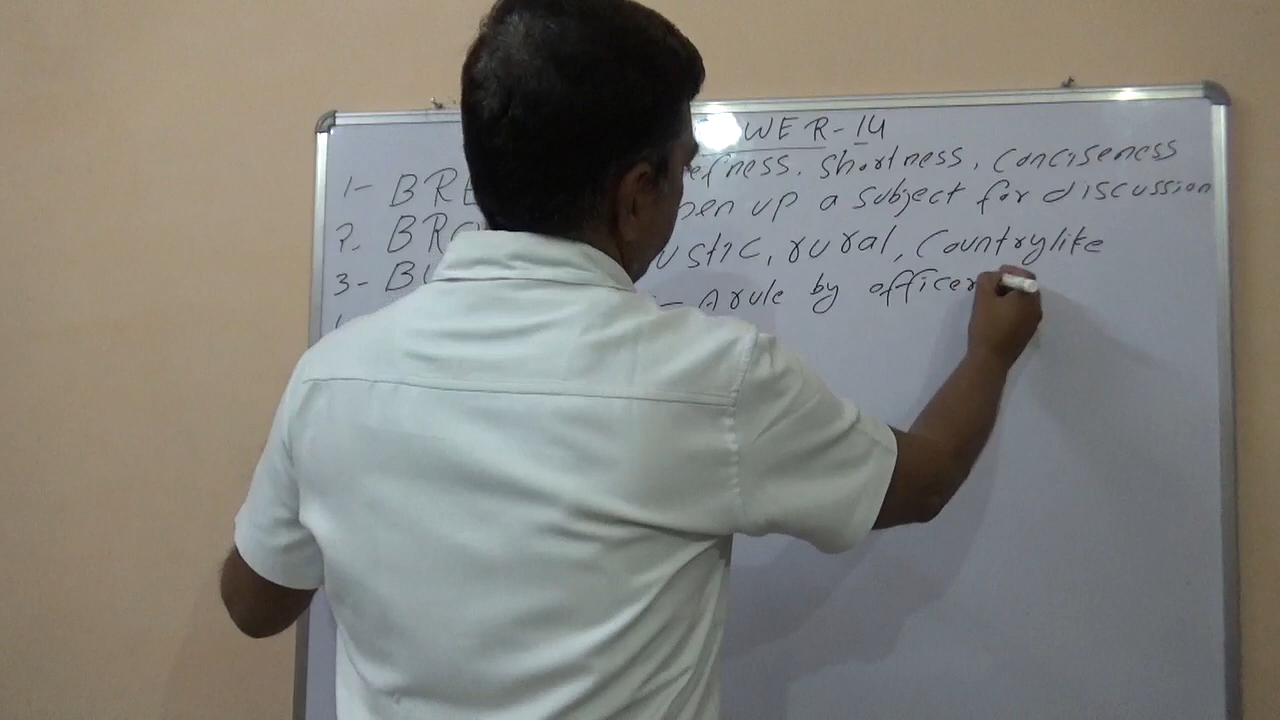 WER-14
1- BRE efness. Shortness, Conciseness
2. BRO pen up a subject for discussion
3- BU ustic, rural, Countrylike
- A rule by officer